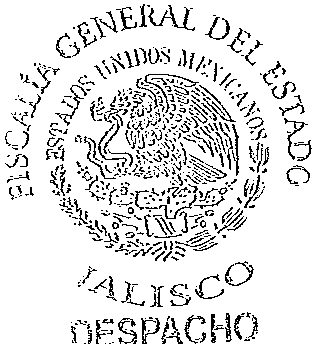 FISCALÍA GENERAL DEL ESTADO
ESTADOS UNIDOS MEXICANOS
JALISCO
DESPACHO